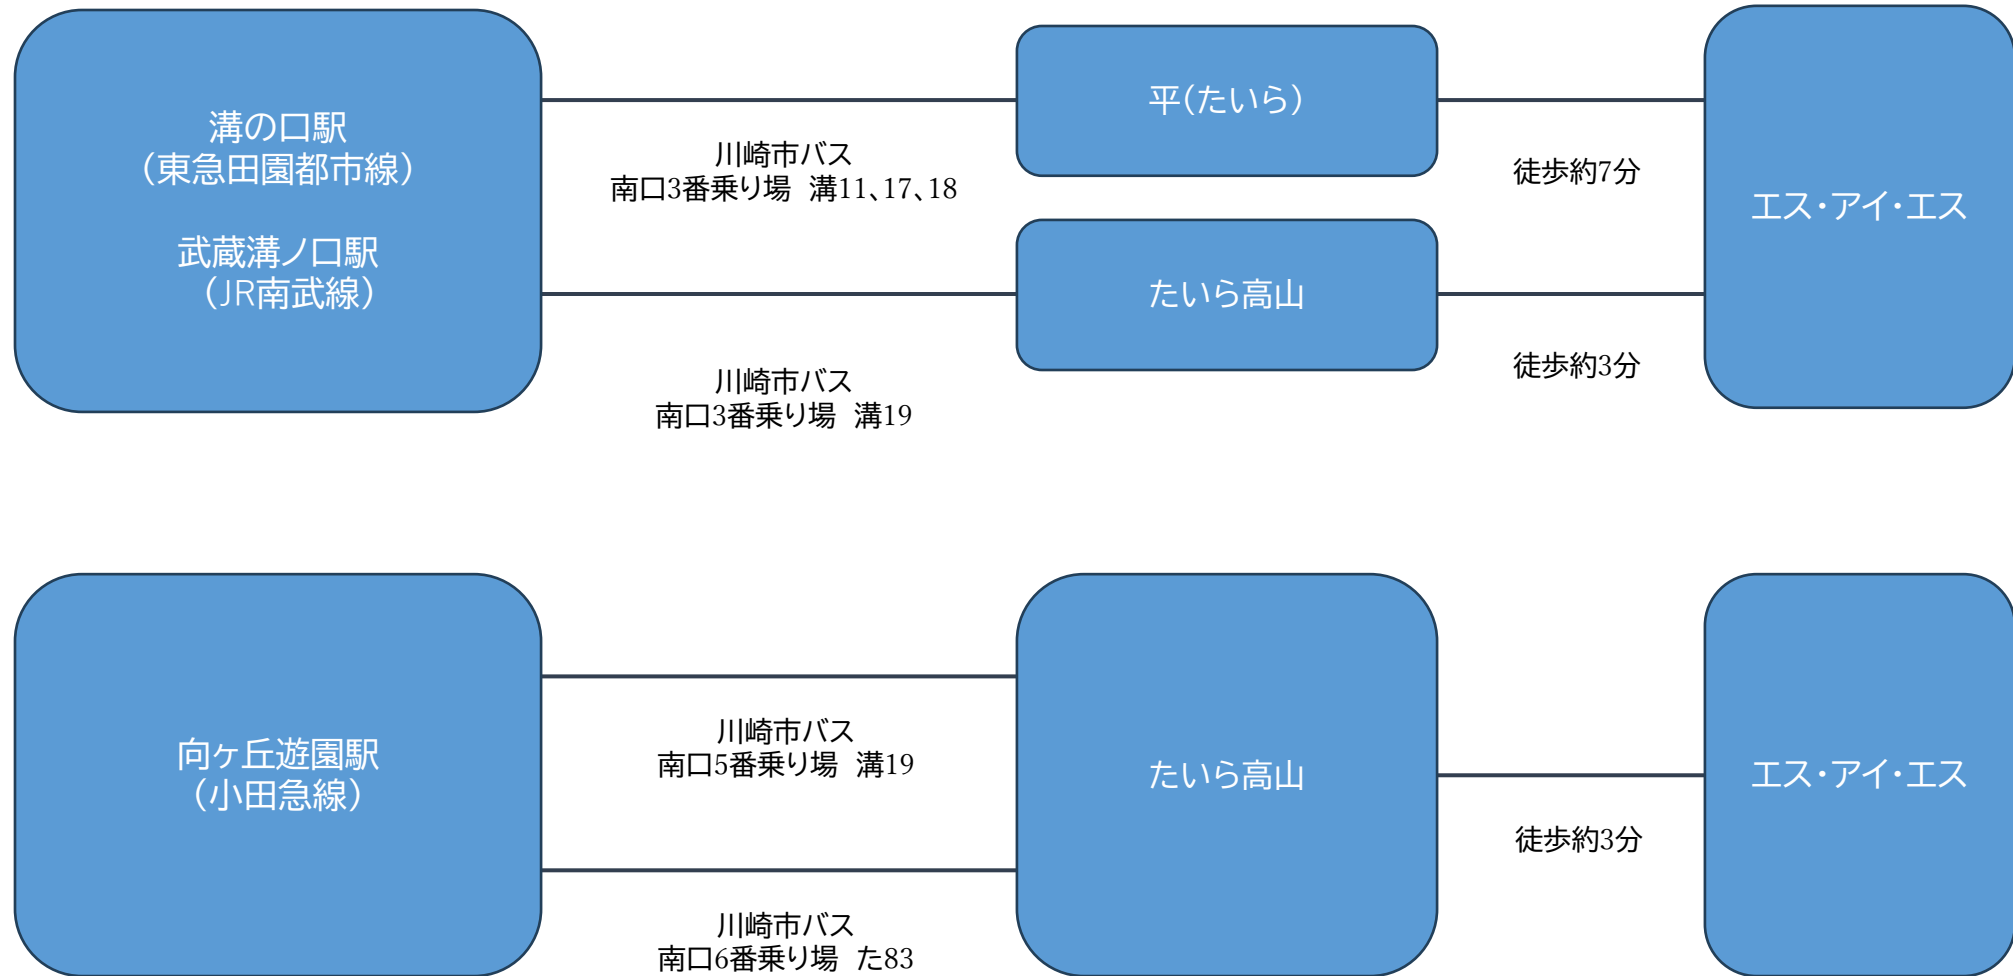 溝の口駅
（東急田園都市線）
武蔵溝ノ口駅
（JR南武線）
川崎市バス
南口3番乗り場　溝11、17、18
平（たいら）
徒歩約7分
川崎市バス
南口3番乗り場　溝19
たいら高山
徒歩約3分
エス・アイ・エス
向ヶ丘遊園駅
（小田急線）
川崎市バス
南口5番乗り場　溝19
川崎市バス
南口6番乗り場　た83
たいら高山
徒歩約3分
エス・アイ・エス